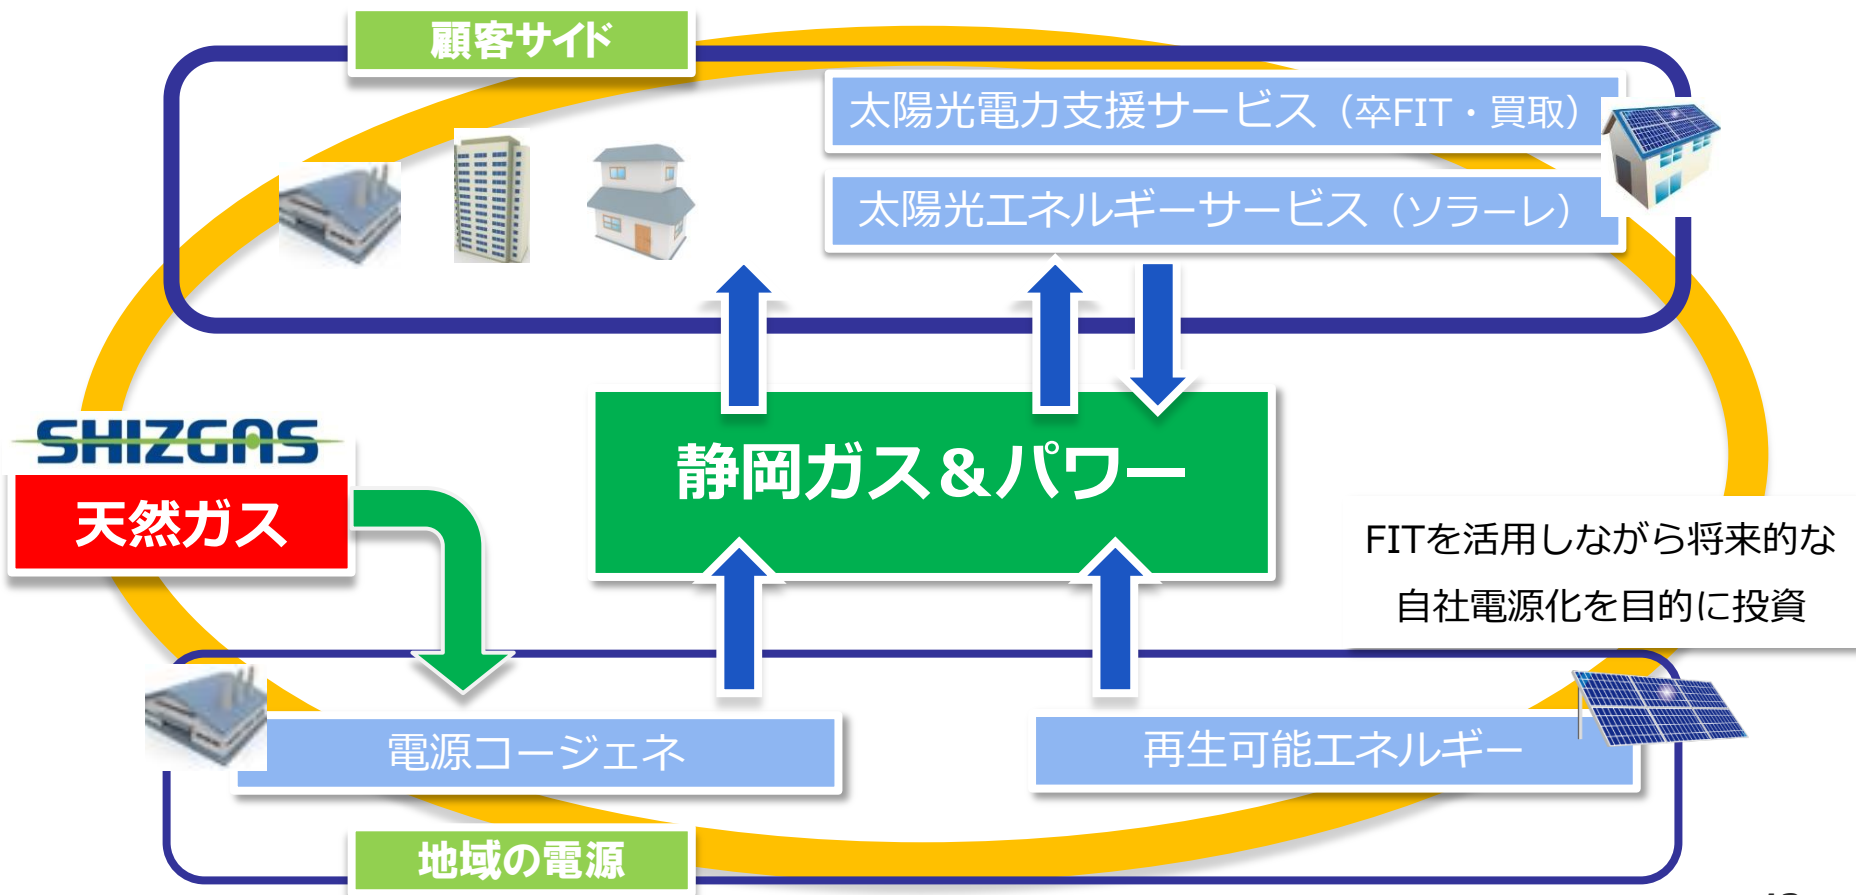 顧客サイド
太陽光電力支援サービス（卒FIT・買取）
太陽光エネルギーサービス（ソラーレ）
SHIZGAS
天然ガス
静岡ガス＆パワー
FITを活用しながら将来的な
自社電源化を目的に投資
電源コージェネ
再生可能エネルギー
地域の電源